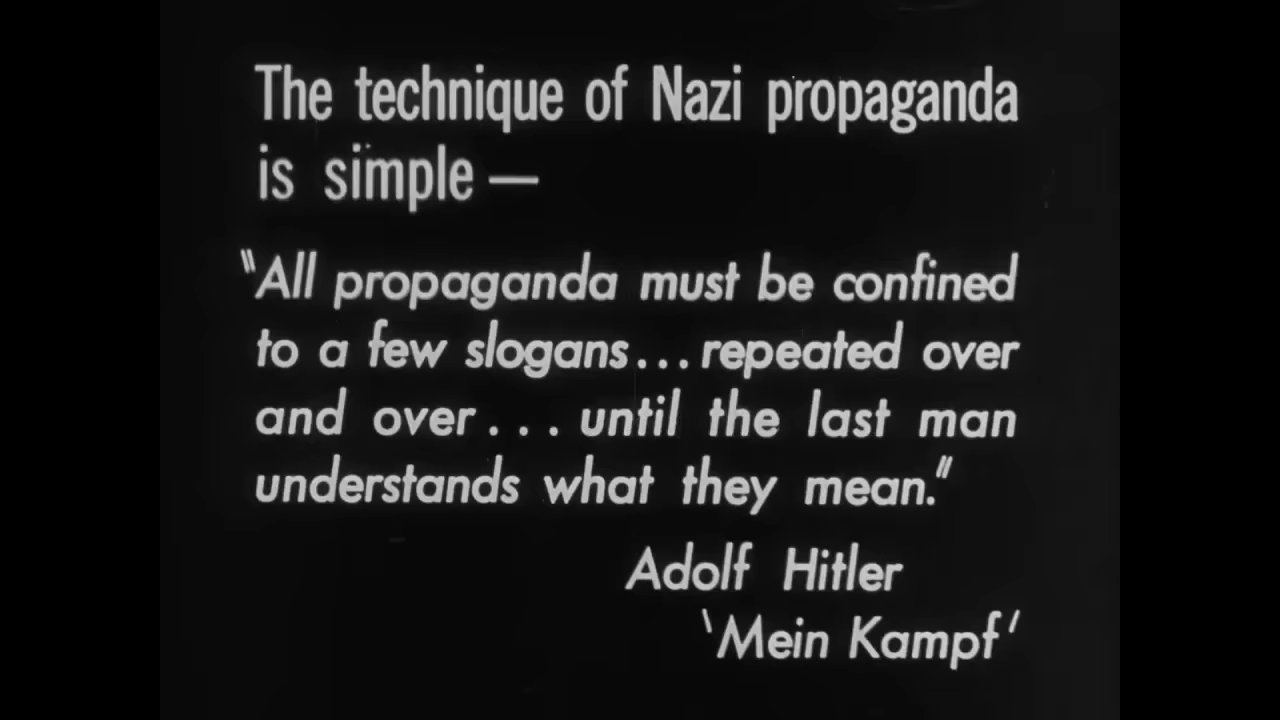 The technique of Nazi propaganda
is simple —
"All propaganda must be confined
to a few slogans... repeated over
and over... until the last man
understands what they mean."
Adolf Hitler
'Mein Kampf'